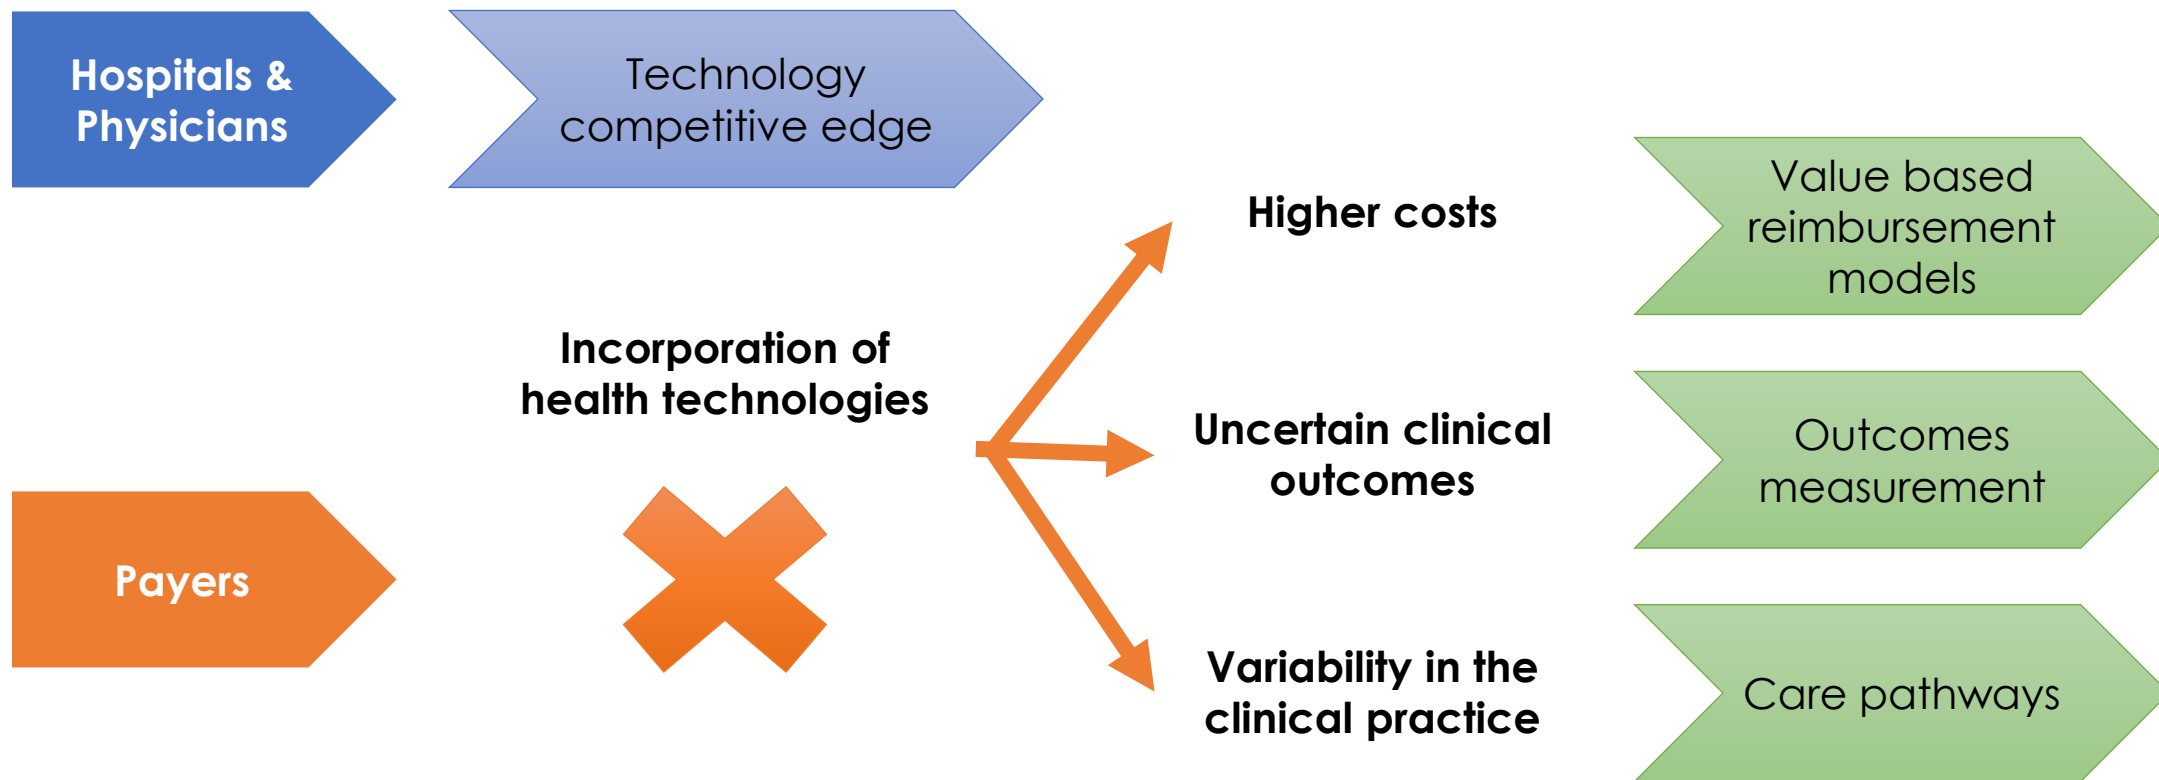 Hospitals &
Physicians
Technology
competitive edge
Higher costs
Value based
reimbursement
models
Incorporation of
health technologies
Uncertain clinical
outcomes
Outcomes
measurement
Payers
Variability in the
clinical practice
Care pathways